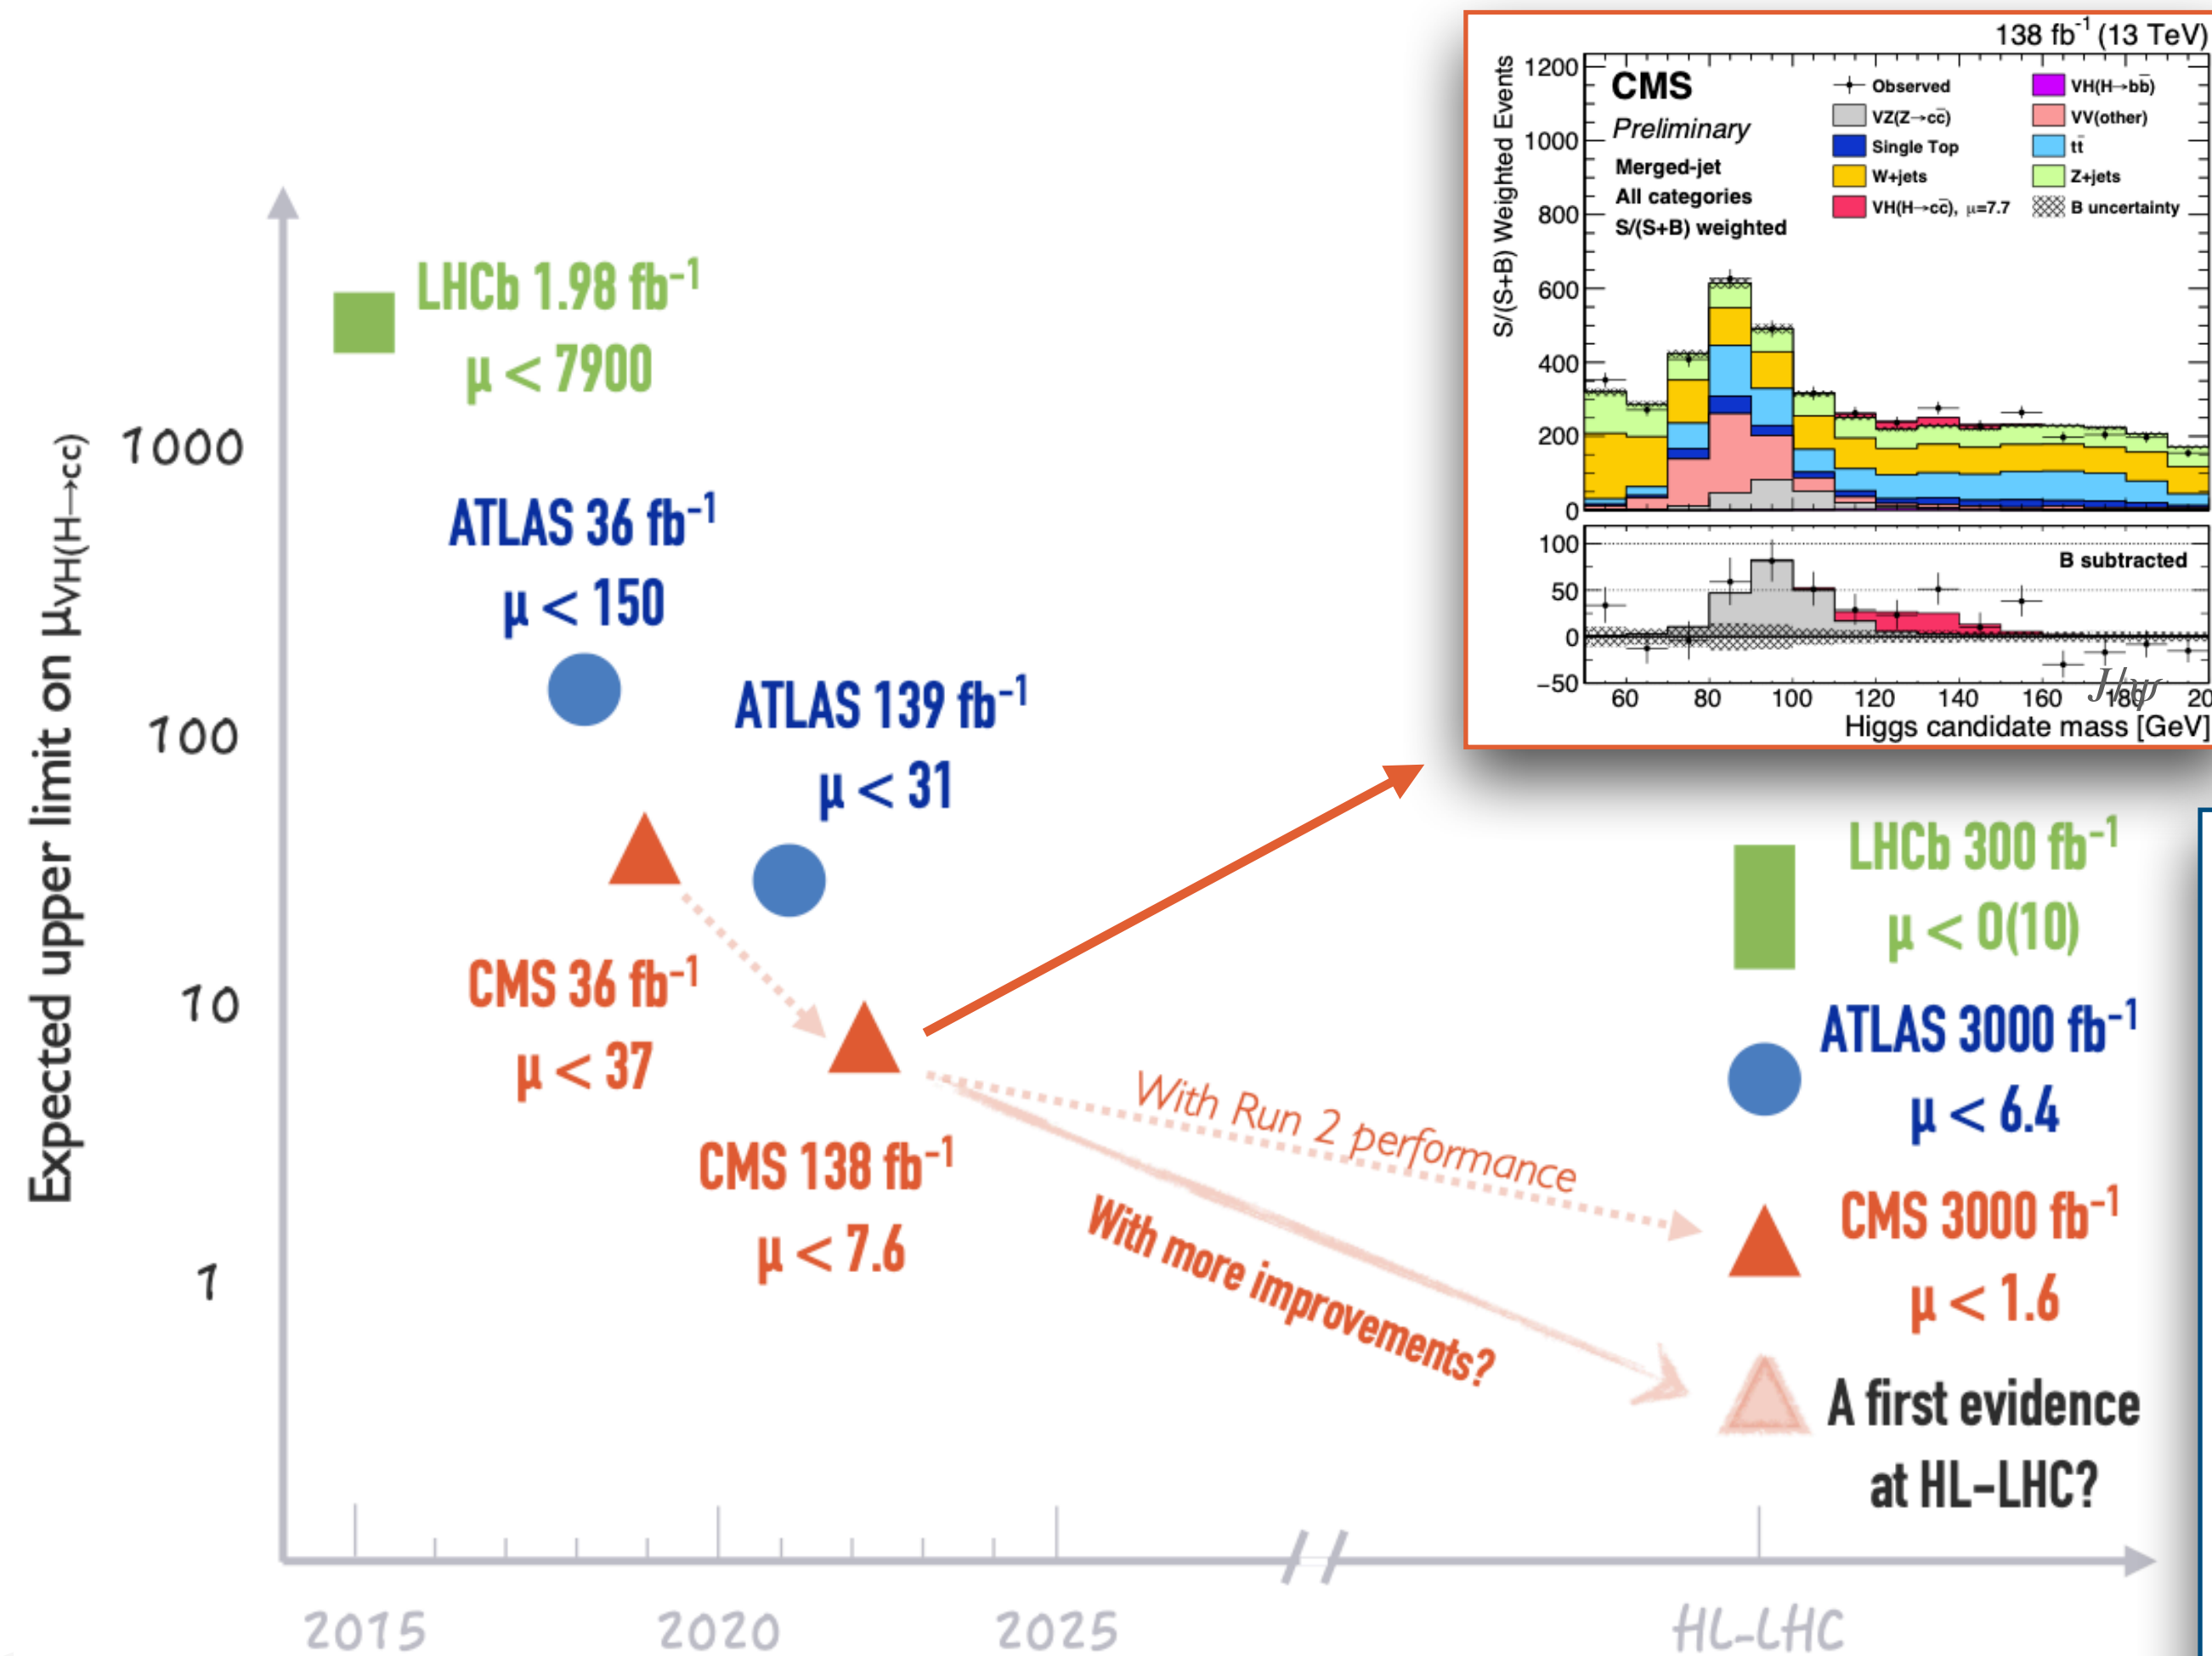 Expected upper limit on μVH(H→cc)
1000
100
10
1
LHCb 1.98 fb⁻¹
μ < 7900
ATLAS 36 fb⁻¹
μ < 150
ATLAS 139 fb⁻¹
μ < 31
CMS 36 fb⁻¹
μ < 37
CMS 138 fb⁻¹
μ < 7.6
With Run 2 performance
With more improvements?
LHCb 300 fb⁻¹
μ < O(10)
ATLAS 3000 fb⁻¹
μ < 6.4
CMS 3000 fb⁻¹
μ < 1.6
A first evidence
at HL-LHC?
2015 2020 2025 HL-LHC
138 fb⁻¹ (13 TeV)
S/(S+B) Weighted Events
1200
1000
800
600
400
200
0
CMS
Preliminary
Merged-jet
All categories
S/(S+B) weighted
Observed
VZ(Z→cc̄)
Single Top
W+jets
VH(H→cc̄), μ=7.7
VH(H→bb̄)
VV(other)
tt̄
Z+jets
B uncertainty
100
50
0
−50
B subtracted
60 80 100 120 140 160 180 20
J/ψ
Higgs candidate mass [GeV]